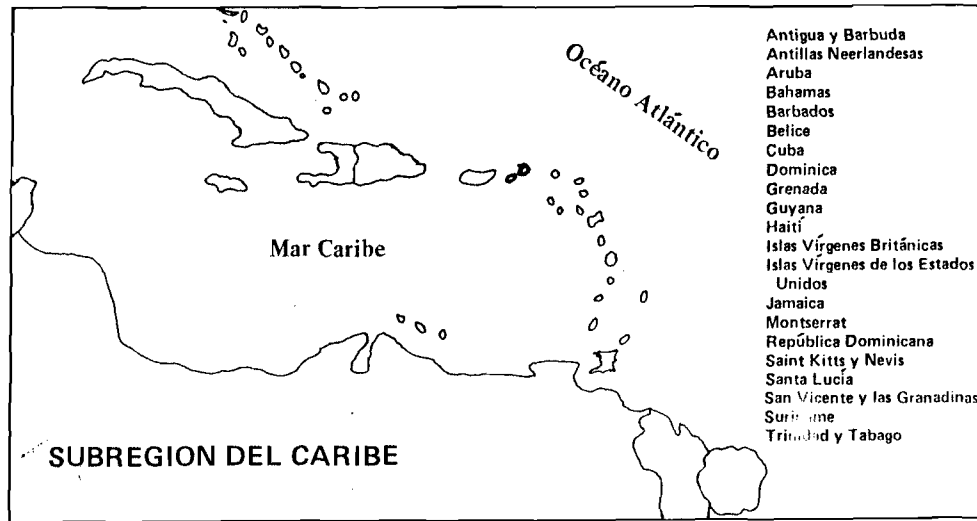 Océano Atlántico
Mar Caribe
SUBREGION DEL CARIBE
Antigua y Barbuda
Antillas Neerlandesas
Aruba
Bahamas
Barbados
Belice
Cuba
Dominica
Grenada
Guyana
Haití
Islas Vírgenes Británicas
Islas Vírgenes de los Estados
Unidos
Jamaica
Montserrat
República Dominicana
Saint Kitts y Nevis
Santa Lucía
San Vicente y las Granadinas
Suriname
Trinidad y Tabago